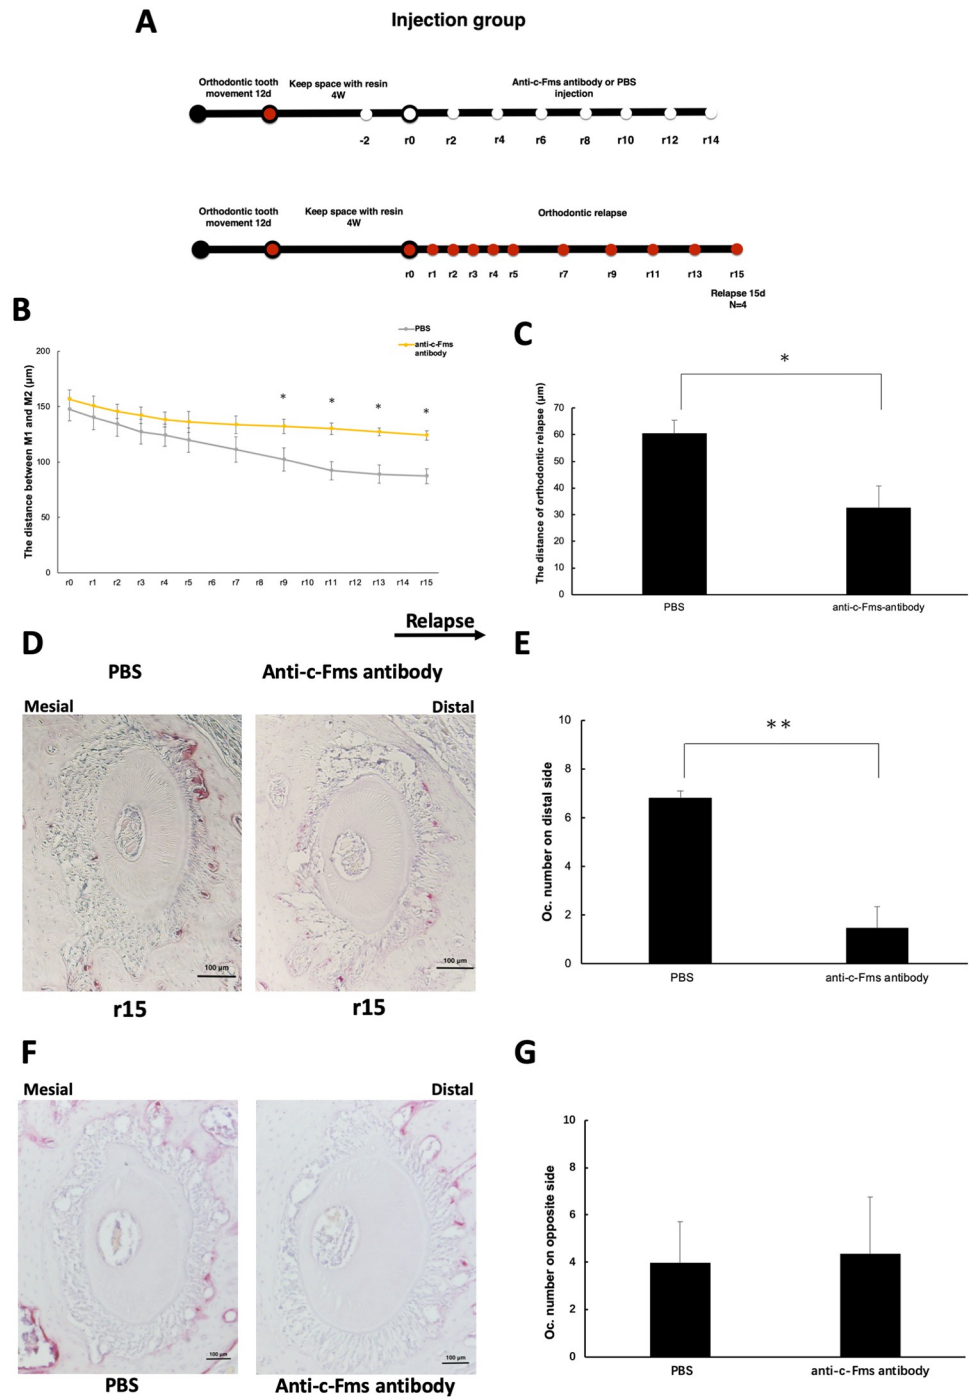 A
Injection group
Orthodontic tooth
movement 12d
Keep space with resin
4W
Anti-c-Fms antibody or PBS
injection
-2 r0 r2 r4 r6 r8 r10 r12 r14
Orthodontic tooth
movement 12d
Keep space with resin
4W
Orthodontic relapse
r0 r1 r2 r3 r4 r5 r7 r9 r11 r13 r15
Relapse 15d
N=4
B
PBS
anti-c-Fms
antibody
The distance between M1 and M2 (μm)
200
150
100
50
0
* * * *
r0 r1 r2 r3 r4 r5 r6 r7 r8 r9 r10 r11 r12 r13 r14 r15
C
The distance of orthodontic relapse (μm)
*
70
60
50
40
30
20
10
0
PBS anti-c-Fms-antibody
Relapse
D
PBS Anti-c-Fms antibody
Mesial Distal
100 μm 100 μm
r15 r15
E
Oc. number on distal side
**
10
8
6
4
2
0
PBS anti-c-Fms antibody
F
Mesial Distal
100 μm 100 μm
PBS Anti-c-Fms antibody
G
Oc. number on opposite side
10
8
6
4
2
0
PBS anti-c-Fms antibody